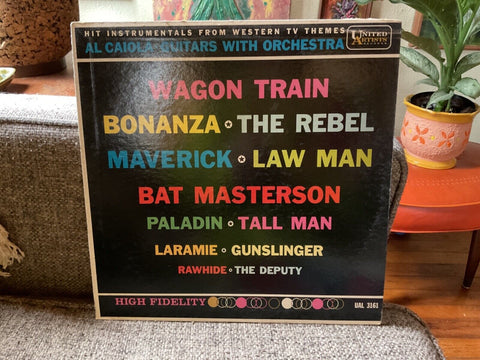 HIT INSTRUMENTALS FROM WESTERN TV THEMES
AL CAIOLA-GUITARS WITH ORCHESTRA
UNITED
ARTISTS
WAGON TRAIN
BONANZA THE REBEL
MAVERICK LAW MAN
BAT MASTERSON
PALADIN TALL MAN
LARAMIE GUNSLINGER
RAWHIDE THE DEPUTY
HIGH FIDELITY
UAL 3161